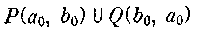 P(a₀, b₀) ∪ Q(b₀, a₀)